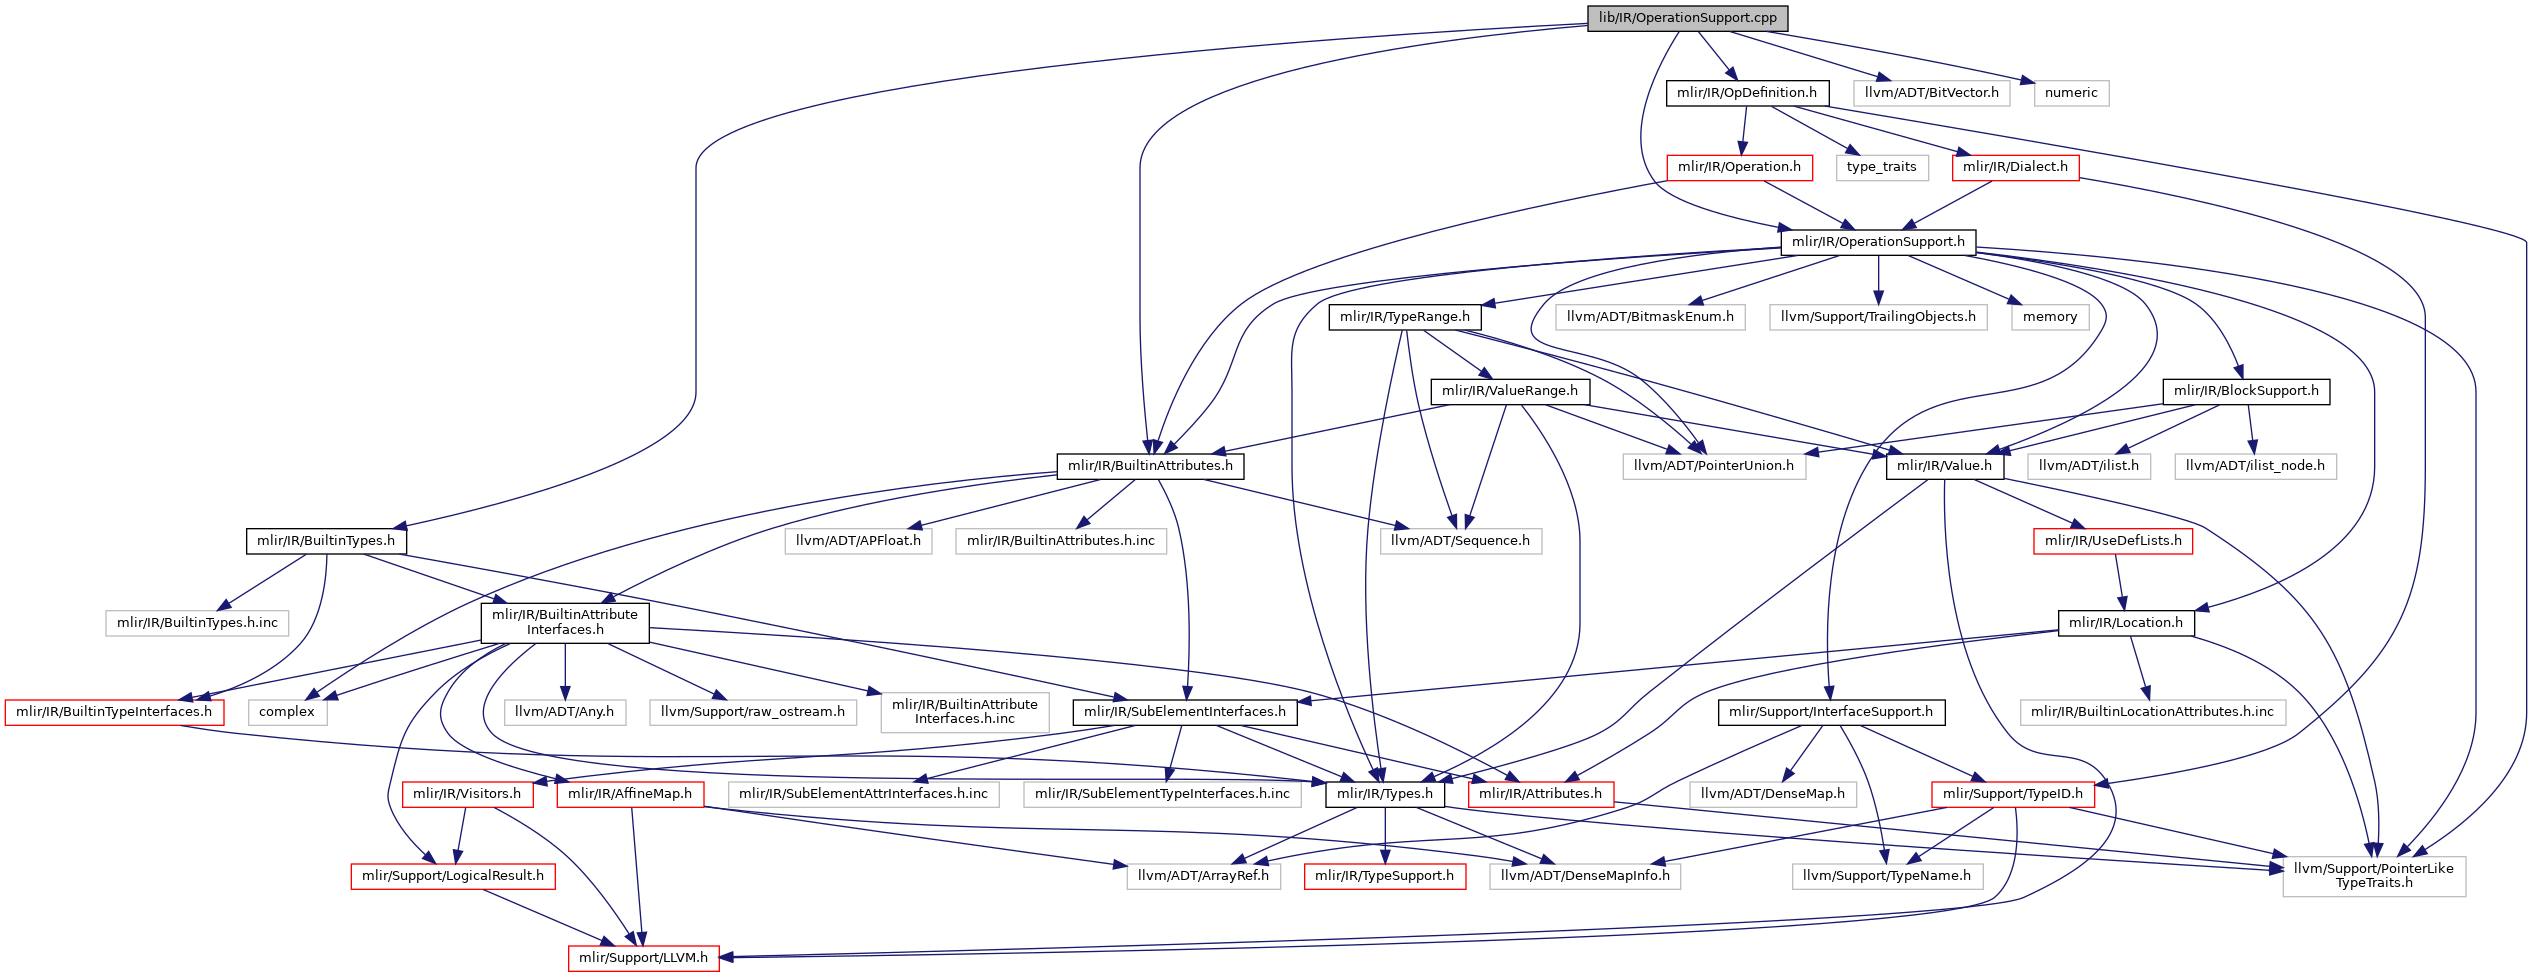 lib/IR/OperationSupport.cpp
mlir/IR/OpDefinition.h
llvm/ADT/BitVector.h
numeric
mlir/IR/Operation.h
type_traits
mlir/IR/Dialect.h
mlir/IR/OperationSupport.h
mlir/IR/TypeRange.h
llvm/ADT/BitmaskEnum.h
llvm/Support/TrailingObjects.h
memory
mlir/IR/ValueRange.h
mlir/IR/BlockSupport.h
mlir/IR/BuiltinAttributes.h
llvm/ADT/PointerUnion.h
mlir/IR/Value.h
llvm/ADT/ilist.h
llvm/ADT/ilist_node.h
mlir/IR/BuiltinTypes.h
llvm/ADT/APFloat.h
mlir/IR/BuiltinAttributes.h.inc
llvm/ADT/Sequence.h
mlir/IR/UseDefLists.h
mlir/IR/BuiltinTypes.h.inc
mlir/IR/BuiltinAttribute
Interfaces.h
mlir/IR/Location.h
mlir/IR/BuiltinTypeInterfaces.h
complex
llvm/ADT/Any.h
llvm/Support/raw_ostream.h
mlir/IR/BuiltinAttribute
Interfaces.h.inc
mlir/IR/SubElementInterfaces.h
mlir/Support/InterfaceSupport.h
mlir/IR/BuiltinLocationAttributes.h.inc
mlir/IR/Visitors.h
mlir/IR/AffineMap.h
mlir/IR/SubElementAttrInterfaces.h.inc
mlir/IR/SubElementTypeInterfaces.h.inc
mlir/IR/Types.h
mlir/IR/Attributes.h
llvm/ADT/DenseMap.h
mlir/Support/TypeID.h
mlir/Support/LogicalResult.h
llvm/ADT/ArrayRef.h
mlir/IR/TypeSupport.h
llvm/ADT/DenseMapInfo.h
llvm/Support/TypeName.h
llvm/Support/PointerLike
TypeTraits.h
mlir/Support/LLVM.h